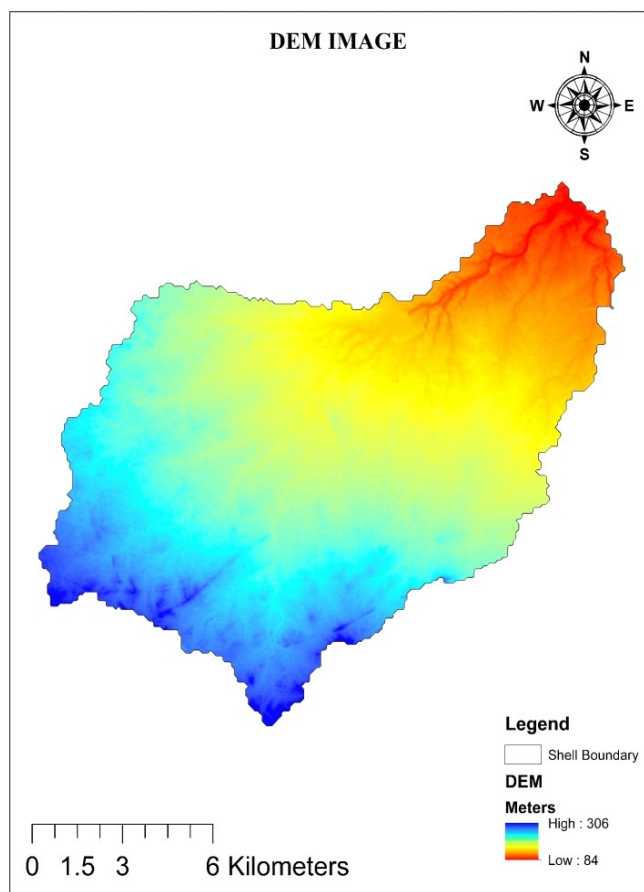 DEM IMAGE
N
W E
S
Legend
Shell Boundary
DEM
Meters
High : 306
Low : 84
0 1.5 3 6 Kilometers